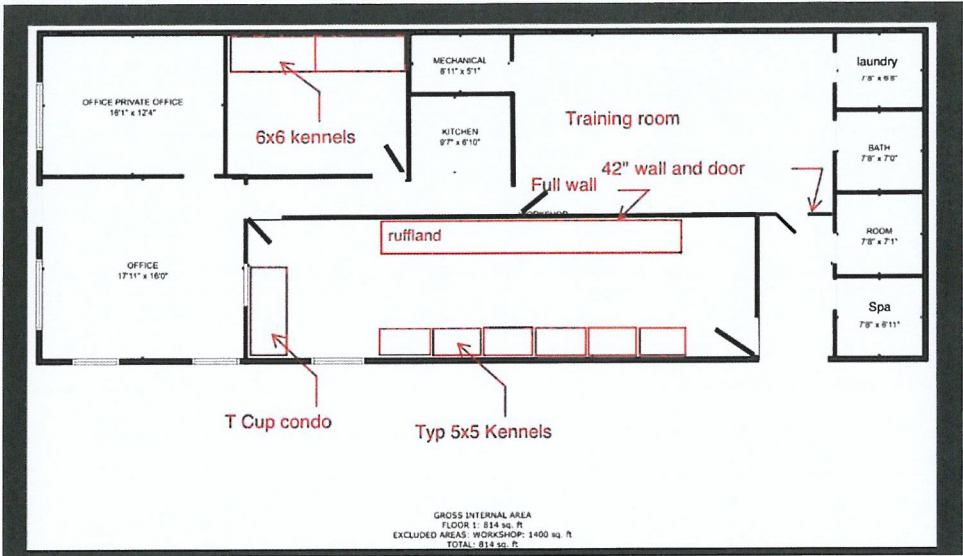 OFFICE PRIVATE OFFICE
16'1" x 12'4"
6x6 kennels
MECHANICAL
8'11" x 5'1"
KITCHEN
9'7" x 6'10"
Training room
laundry
7'8" x 6'8"
BATH
7'8" x 7'0"
42" wall and door
Full wall
WORKSHOP
ruffland
ROOM
7'8" x 7'1"
OFFICE
17'11" x 16'0"
Spa
7'8" x 6'11"
T Cup condo
Typ 5x5 Kennels
GROSS INTERNAL AREA
FLOOR 1: 814 sq. ft
EXCLUDED AREAS: WORKSHOP: 1400 sq. ft
TOTAL: 814 sq. ft